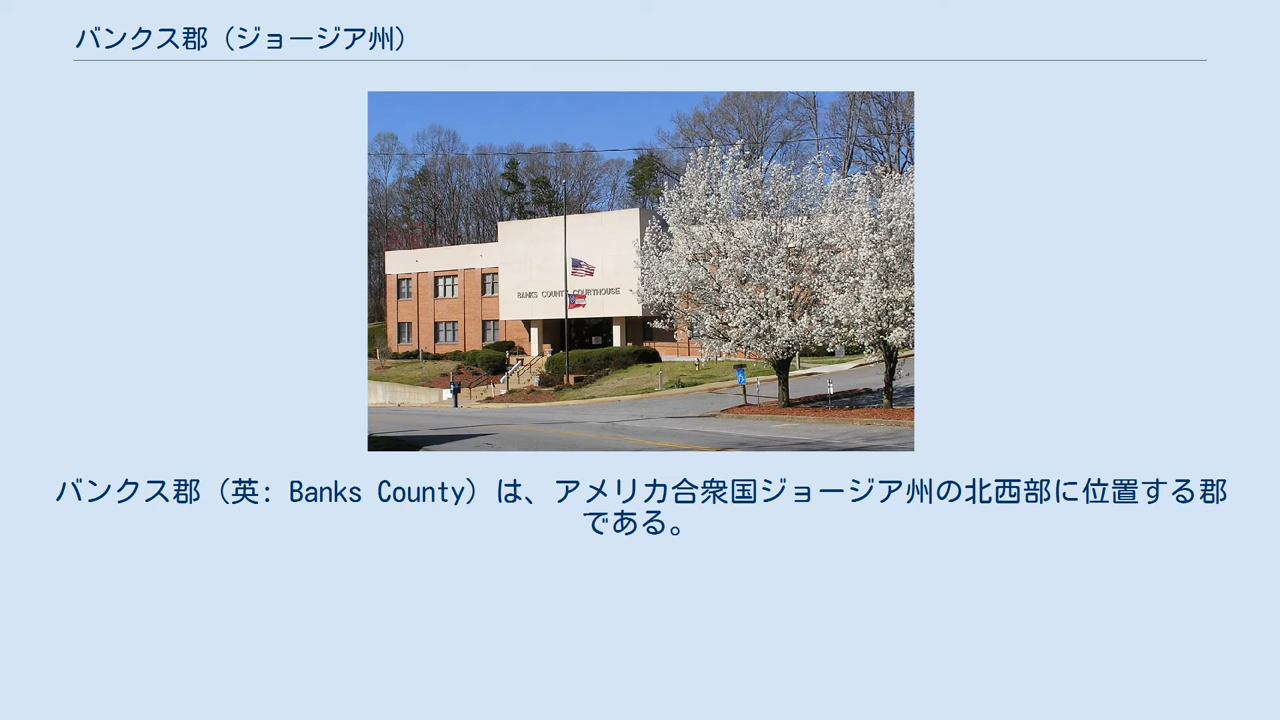 バンクス郡（ジョージア州）
BANKS COUNTY COURTHOUSE
バンクス郡（英: Banks County）は、アメリカ合衆国ジョージア州の北西部に位置する郡
である。